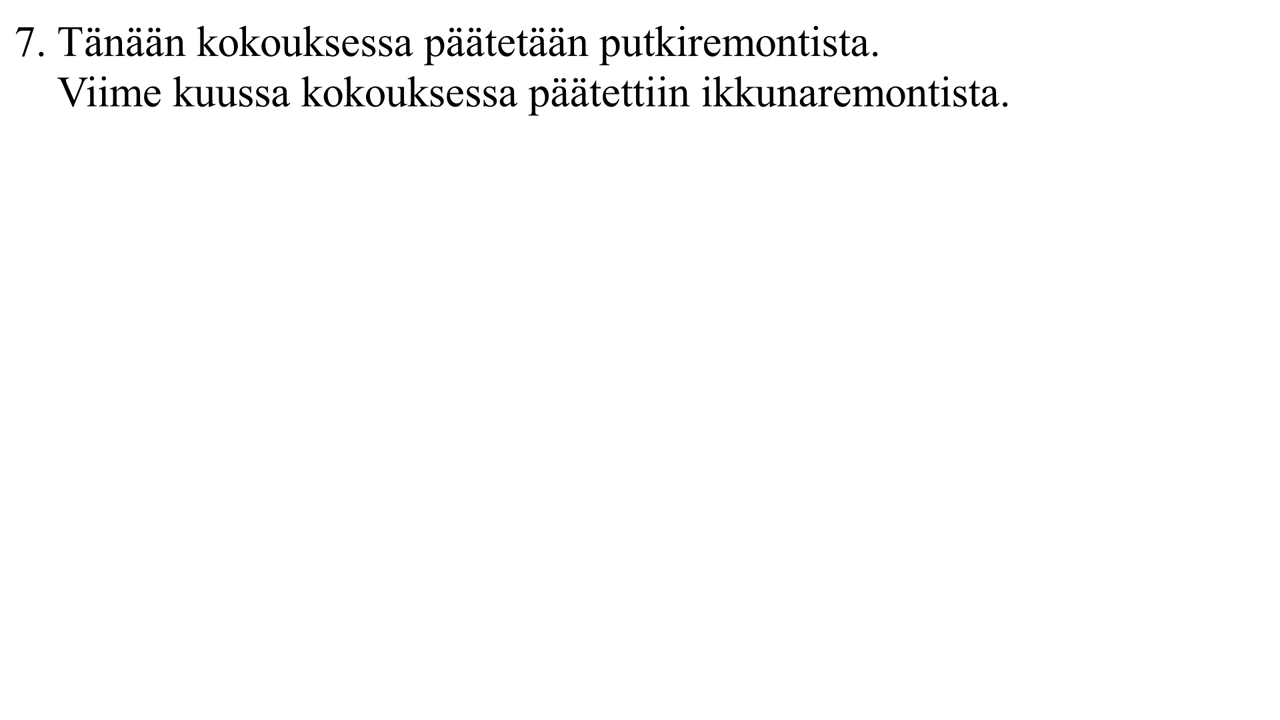 7. Tänään kokouksessa päätetään putkiremontista.
Viime kuussa kokouksessa päätettiin ikkunaremontista.